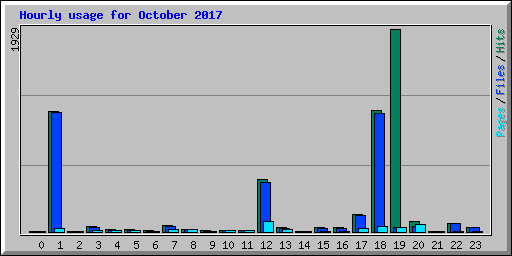 Hourly usage for October 2017
1929
Pages/Files/Hits
0 1 2 3 4 5 6 7 8 9 10 11 12 13 14 15 16 17 18 19 20 21 22 23